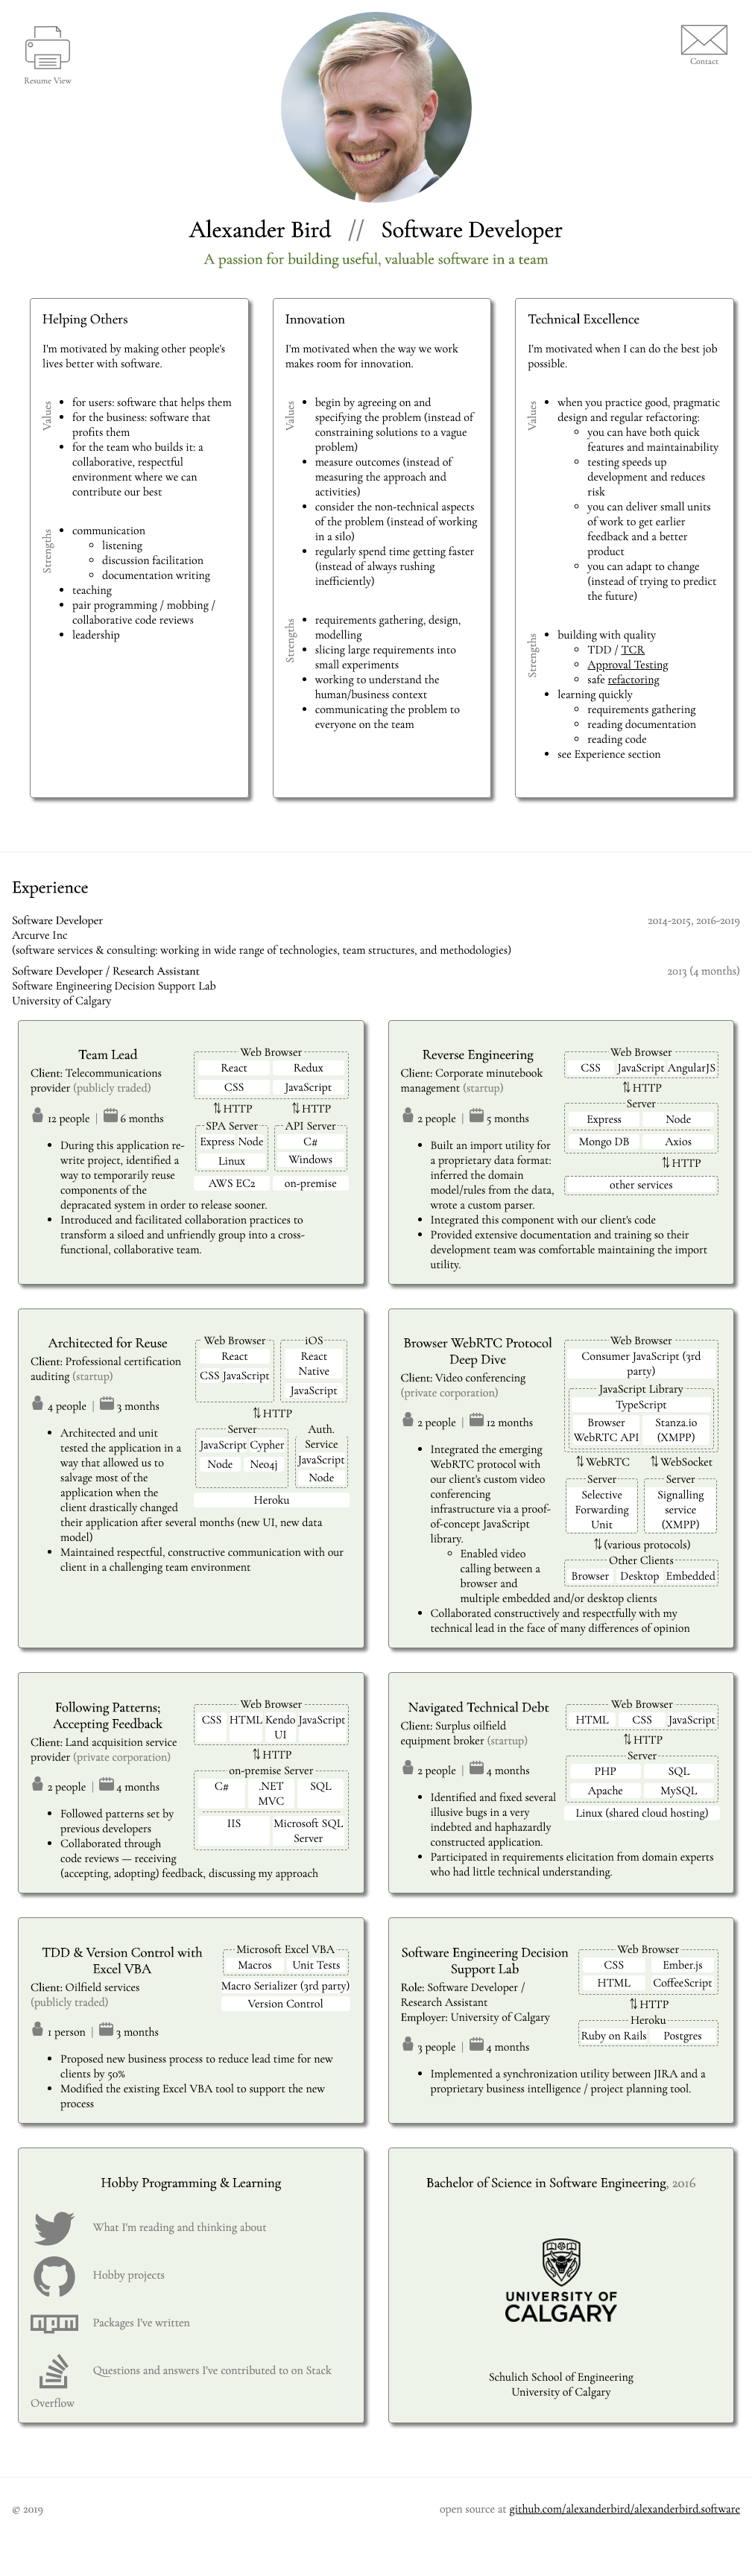 Resume View
Contact
Alexander Bird // Software Developer
A passion for building useful, valuable software in a team
Helping Others
I'm motivated by making other people's
lives better with software.
Values
for users: software that helps them
for the business: software that
profits them
for the team who builds it: a
collaborative, respectful
environment where we can
contribute our best
Strengths
communication
listening
discussion facilitation
documentation writing
teaching
pair programming / mobbing /
collaborative code reviews
leadership
Innovation
I'm motivated when the way we work
makes room for innovation.
Values
begin by agreeing on and
specifying the problem (instead of
constraining solutions to a vague
problem)
measure outcomes (instead of
measuring the approach and
activities)
consider the non-technical aspects
of the problem (instead of working
in a silo)
regularly spend time getting faster
(instead of always rushing
inefficiently)
Strengths
requirements gathering, design,
modelling
slicing large requirements into
small experiments
working to understand the
human/business context
communicating the problem to
everyone on the team
Technical Excellence
I'm motivated when I can do the best job
possible.
Values
when you practice good, pragmatic
design and regular refactoring:
you can have both quick
features and maintainability
testing speeds up
development and reduces
risk
you can deliver small units
of work to get earlier
feedback and a better
product
you can adapt to change
(instead of trying to predict
the future)
Strengths
building with quality
TDD / TCR
Approval Testing
safe refactoring
learning quickly
requirements gathering
reading documentation
reading code
see Experience section
Experience
Software Developer 2014-2015, 2016-2019
Arcurve Inc
(software services & consulting: working in wide range of technologies, team structures, and methodologies)
Software Developer / Research Assistant 2013 (4 months)
Software Engineering Decision Support Lab
University of Calgary
Team Lead
Client: Telecommunications
provider (publicly traded)
12 people | 6 months
During this application re-
write project, identified a
way to temporarily reuse
components of the
depracated system in order to release sooner.
Introduced and facilitated collaboration practices to
transform a siloed and unfriendly group into a cross-
functional, collaborative team.
Web Browser
React Redux
CSS JavaScript
⇅ HTTP ⇅ HTTP
SPA Server API Server
Express Node C#
Linux Windows
AWS EC2 on-premise
Reverse Engineering
Client: Corporate minutebook
management (startup)
2 people | 5 months
Built an import utility for
a proprietary data format:
inferred the domain
model/rules from the data,
wrote a custom parser.
Integrated this component with our client's code
Provided extensive documentation and training so their
development team was comfortable maintaining the import
utility.
Web Browser
CSS JavaScript AngularJS
⇅ HTTP
Server
Express Node
Mongo DB Axios
⇅ HTTP
other services
Architected for Reuse
Client: Professional certification
auditing (startup)
4 people | 3 months
Architected and unit
tested the application in a
way that allowed us to
salvage most of the
application when the
client drastically changed
their application after several months (new UI, new data
model)
Maintained respectful, constructive communication with our
client in a challenging team environment
Web Browser iOS
React React
Native
CSS JavaScript
JavaScript
⇅ HTTP
Server Auth.
Service
JavaScript Cypher
JavaScript
Node Neo4j
Node
Heroku
Browser WebRTC Protocol
Deep Dive
Client: Video conferencing
(private corporation)
2 people | 12 months
Integrated the emerging
WebRTC protocol with
our client's custom video
conferencing
infrastructure via a proof-
of-concept JavaScript
library.
Enabled video
calling between a
browser and
multiple embedded and/or desktop clients
Collaborated constructively and respectfully with my
technical lead in the face of many differences of opinion
Web Browser
Consumer JavaScript (3rd
party)
JavaScript Library
TypeScript
Browser Stanza.io
WebRTC API (XMPP)
⇅ WebRTC ⇅ WebSocket
Server Server
Selective Signalling
Forwarding service
Unit (XMPP)
⇅ (various protocols)
Other Clients
Browser Desktop Embedded
Following Patterns;
Accepting Feedback
Client: Land acquisition service
provider (private corporation)
2 people | 4 months
Followed patterns set by
previous developers
Collaborated through
code reviews — receiving
(accepting, adopting) feedback, discussing my approach
Web Browser
CSS HTML Kendo JavaScript
UI
⇅ HTTP
on-premise Server
C# .NET SQL
MVC
IIS Microsoft SQL
Server
Navigated Technical Debt
Client: Surplus oilfield
equipment broker (startup)
2 people | 4 months
Identified and fixed several
illusive bugs in a very
indebted and haphazardly
constructed application.
Participated in requirements elicitation from domain experts
who had little technical understanding.
Web Browser
HTML CSS JavaScript
⇅ HTTP
Server
PHP SQL
Apache MySQL
Linux (shared cloud hosting)
TDD & Version Control with
Excel VBA
Client: Oilfield services
(publicly traded)
1 person | 3 months
Proposed new business process to reduce lead time for new
clients by 50%
Modified the existing Excel VBA tool to support the new
process
Microsoft Excel VBA
Macros Unit Tests
Macro Serializer (3rd party)
Version Control
Software Engineering Decision
Support Lab
Role: Software Developer /
Research Assistant
Employer: University of Calgary
3 people | 4 months
Implemented a synchronization utility between JIRA and a
proprietary business intelligence / project planning tool.
Web Browser
CSS Ember.js
HTML CoffeeScript
⇅ HTTP
Heroku
Ruby on Rails Postgres
Hobby Programming & Learning
What I'm reading and thinking about
Hobby projects
npm Packages I've written
Questions and answers I've contributed to on Stack
Overflow
Bachelor of Science in Software Engineering, 2016
UNIVERSITY OF
CALGARY
Schulich School of Engineering
University of Calgary
© 2019
open source at github.com/alexanderbird/alexanderbird.software